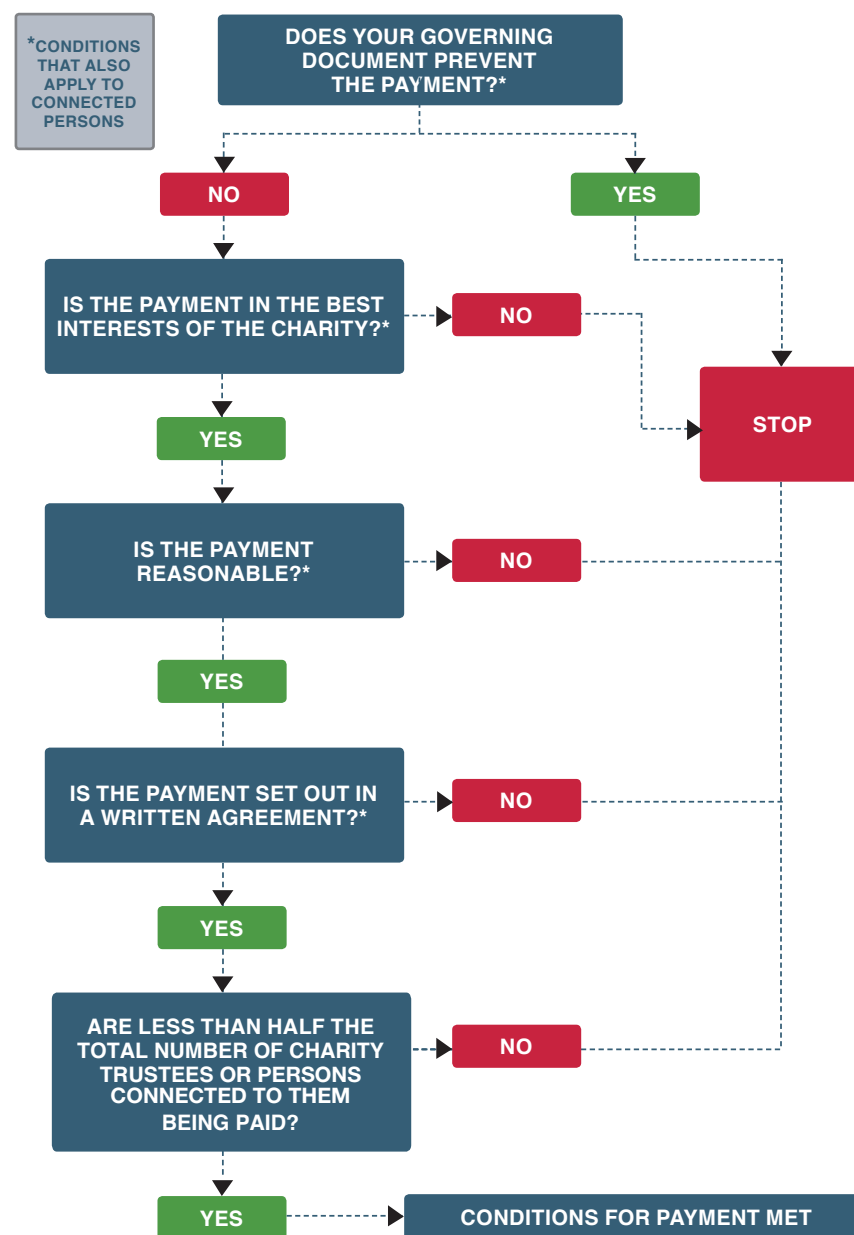 *CONDITIONS
THAT ALSO
APPLY TO
CONNECTED
PERSONS
DOES YOUR GOVERNING
DOCUMENT PREVENT
THE PAYMENT?*
NO
YES
IS THE PAYMENT IN THE BEST
INTERESTS OF THE CHARITY?*
NO
STOP
YES
IS THE PAYMENT
REASONABLE?*
NO
YES
IS THE PAYMENT SET OUT IN
A WRITTEN AGREEMENT?*
NO
YES
ARE LESS THAN HALF THE
TOTAL NUMBER OF CHARITY
TRUSTEES OR PERSONS
CONNECTED TO THEM
BEING PAID?
NO
YES
CONDITIONS FOR PAYMENT MET